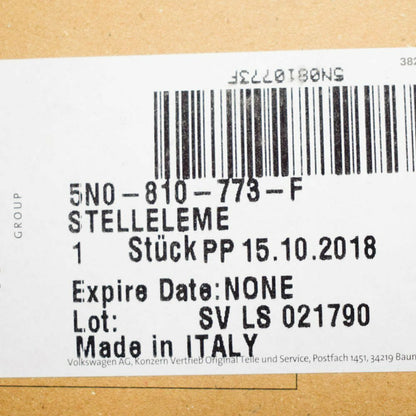 382
5N0810773F
5N0-810-773-F
STELLELEME
1 Stück PP 15.10.2018
Expire Date: NONE
Lot: SV LS 021790
Made in ITALY
Volkswagen AG, Konzern Vertrieb Original Teile und Service, Postfach 1451, 34219 Baun
GROUP